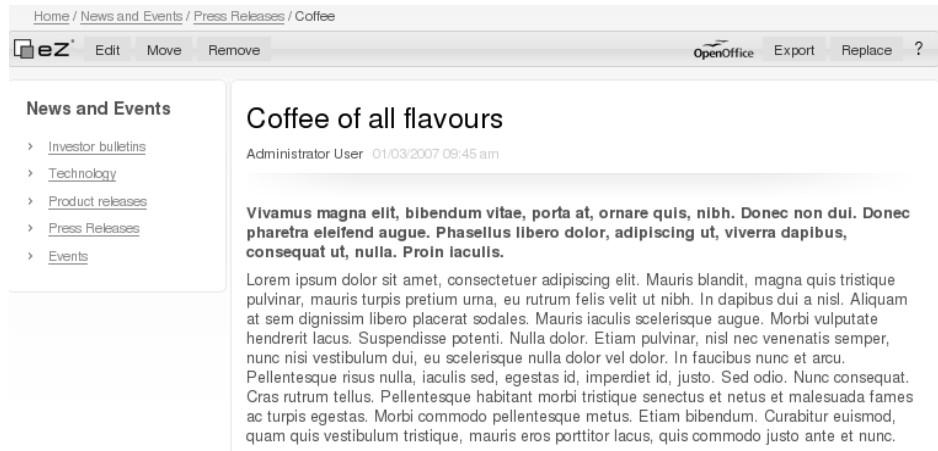 Home / News and Events / Press Releases / Coffee
eZ Edit Move Remove OpenOffice Export Replace ?
News and Events
Investor bulletins
Technology
Product releases
Press Releases
Events
Coffee of all flavours
Administrator User 01/03/2007 09:45 am
Vivamus magna elit, bibendum vitae, porta at, ornare quis, nibh. Donec non dui. Donec
pharetra eleifend augue. Phasellus libero dolor, adipiscing ut, viverra dapibus,
consequat ut, nulla. Proin iaculis.
Lorem ipsum dolor sit amet, consectetuer adipiscing elit. Mauris blandit, magna quis tristique
pulvinar, mauris turpis pretium urna, eu rutrum felis velit ut nibh. In dapibus dui a nisl. Aliquam
at sem dignissim libero placerat sodales. Mauris iaculis scelerisque augue. Morbi vulputate
hendrerit lacus. Suspendisse potenti. Nulla dolor. Etiam pulvinar, nisl nec venenatis semper,
nunc nisi vestibulum dui, eu scelerisque nulla dolor vel dolor. In faucibus nunc et arcu.
Pellentesque risus nulla, iaculis sed, egestas id, imperdiet id, justo. Sed odio. Nunc consequat.
Cras rutrum tellus. Pellentesque habitant morbi tristique senectus et netus et malesuada fames
ac turpis egestas. Morbi commodo pellentesque metus. Etiam bibendum. Curabitur euismod,
quam quis vestibulum tristique, mauris eros porttitor lacus, quis commodo justo ante et nunc.